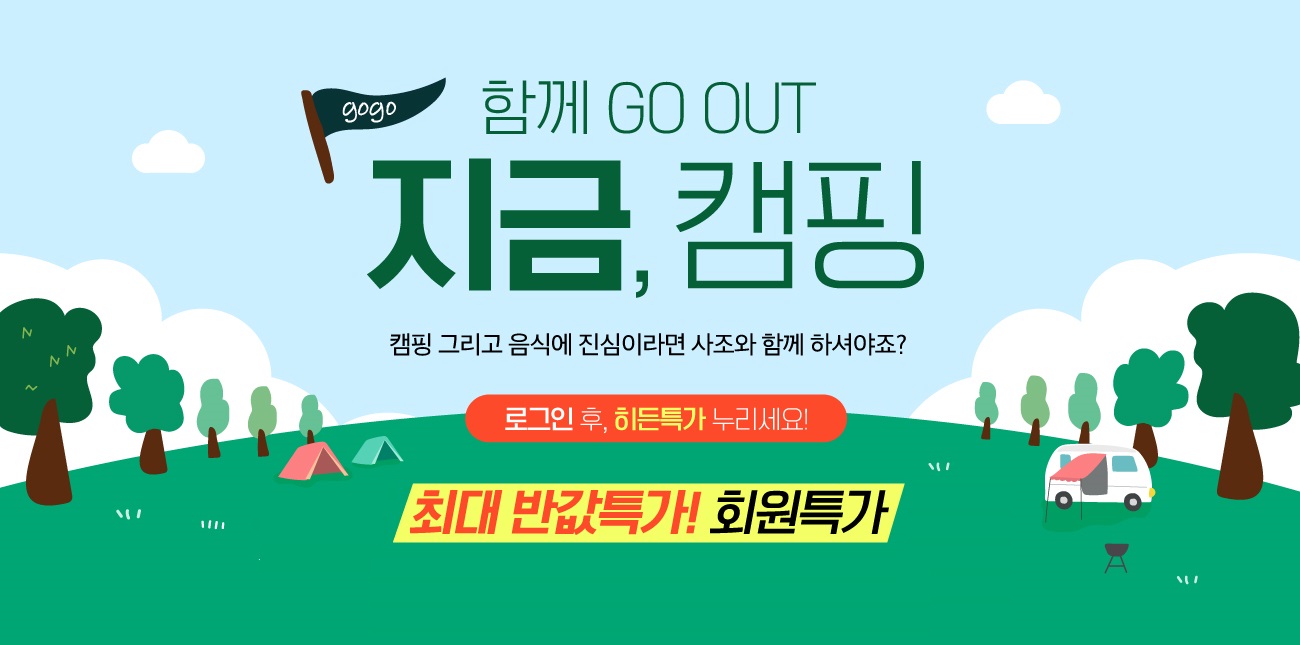 gogo
함께 GO OUT
지금, 캠핑
캠핑 그리고 음식에 진심이라면 사조와 함께 하셔야죠?
로그인 후, 히든특가 누리세요!
최대 반값특가! 회원특가